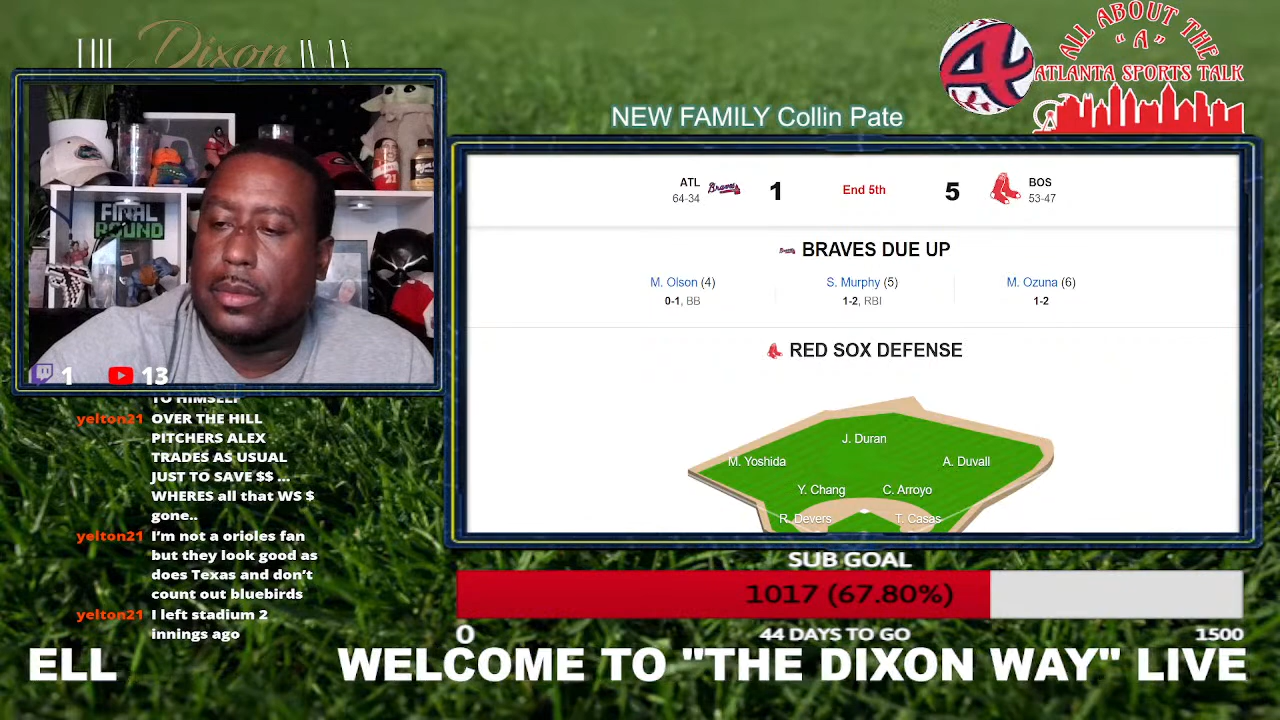 Dixon
ALL ABOUT THE
"A"
ATLANTA SPORTS TALK
NEW FAMILY Collin Pate
FINAL
ROUND
ATL
64-34
Braves
1
End 5th
5
BOS
53-47
BRAVES DUE UP
M. Olson (4)
0-1, BB
S. Murphy (5)
1-2, RBI
M. Ozuna (6)
1-2
RED SOX DEFENSE
J. Duran
M. Yoshida
A. Duvall
Y. Chang
C. Arroyo
R. Devers
T. Casas
1
13
TO HIMSELF
yelton21 OVER THE HILL
PITCHERS ALEX
TRADES AS USUAL
JUST TO SAVE $$ ...
WHERES all that WS $
gone..
yelton21 I'm not a orioles fan
but they look good as
does Texas and don't
count out bluebirds
yelton21 I left stadium 2
innings ago
SUB GOAL
1017 (67.80%)
0
44 DAYS TO GO
1500
ELL
WELCOME TO "THE DIXON WAY" LIVE